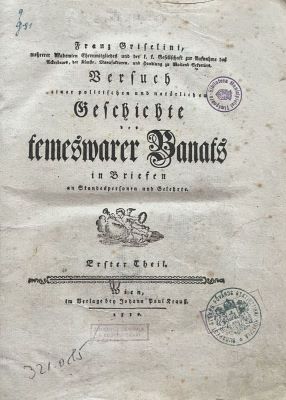 Franz Griselini,
mehrerer Akademien Ehrenmitgliedes und der k. k. Gesellschaft zur Aufnahme des
Ackerbaues, der Künste, Manufakturen, und Handlung zu Mailand Sekretärs,
Versuch
einer politischen und natürlichen
Geschichte
des
temeswarer Banats
in Briefen
an Standespersonen und Gelehrte.
Erster Theil.
Wien,
im Verlage bey Johann Paul Krauß,
1780.